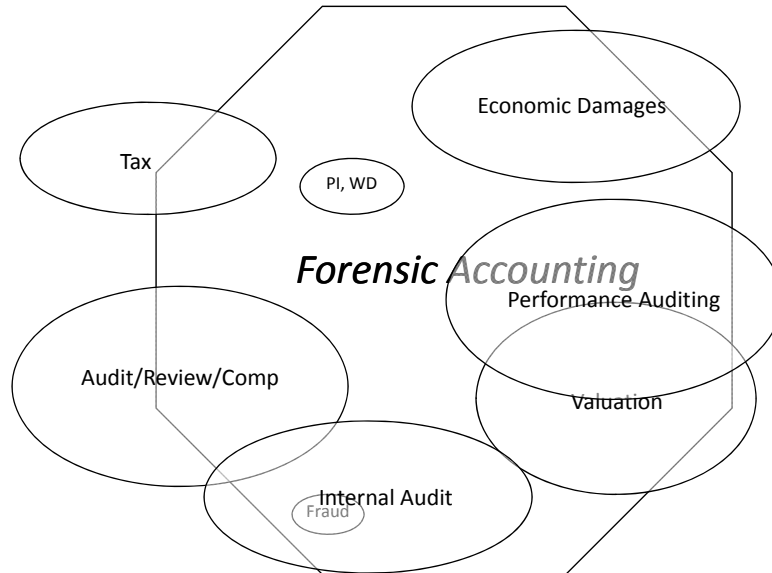 Economic Damages
Tax
PI, WD
Forensic Accounting
Performance Auditing
Audit/Review/Comp
Valuation
Internal Audit
Fraud